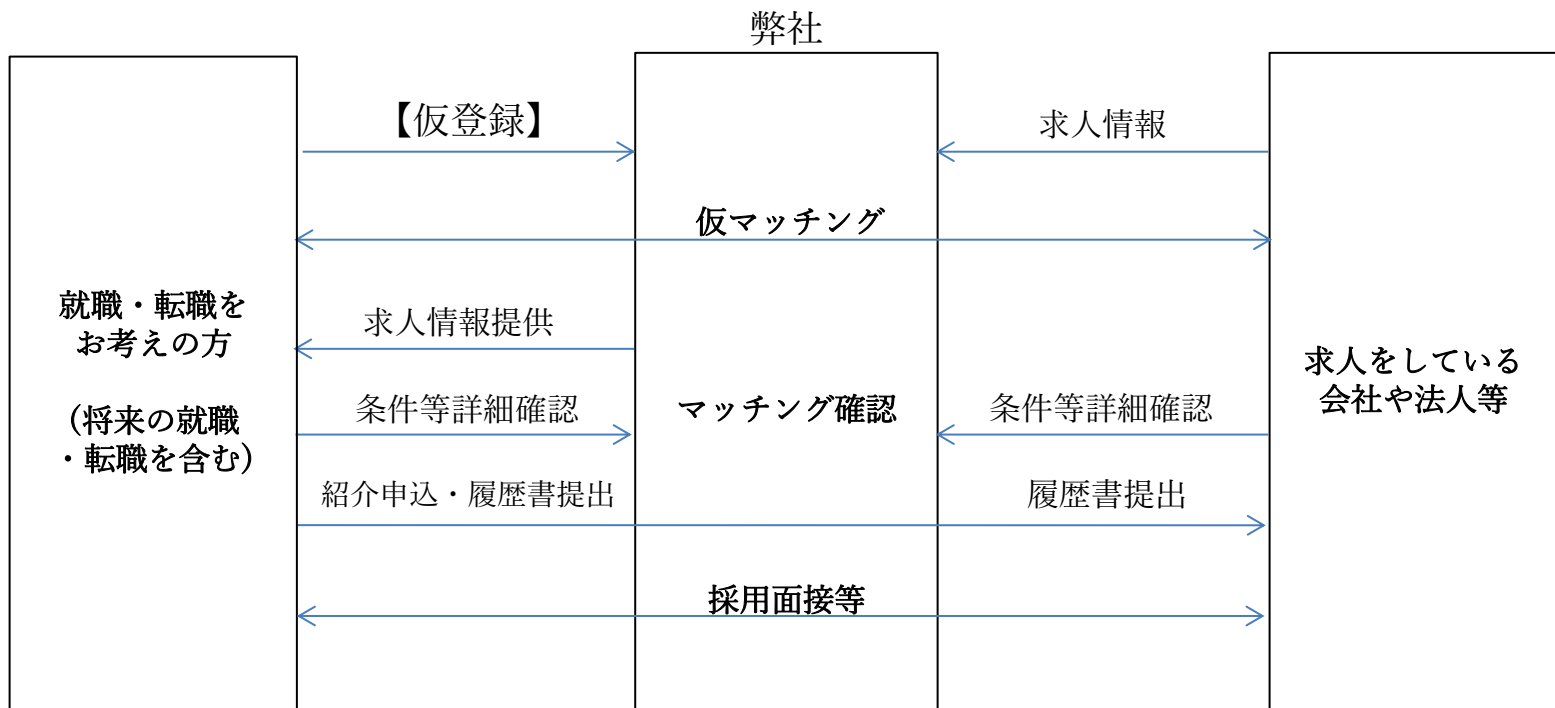 弊社
【仮登録】
求人情報
仮マッチング
就職・転職を
お考えの方
（将来の就職
・転職を含む）
求人情報提供
条件等詳細確認
マッチング確認
条件等詳細確認
求人をしている
会社や法人等
紹介申込・履歴書提出
履歴書提出
採用面接等